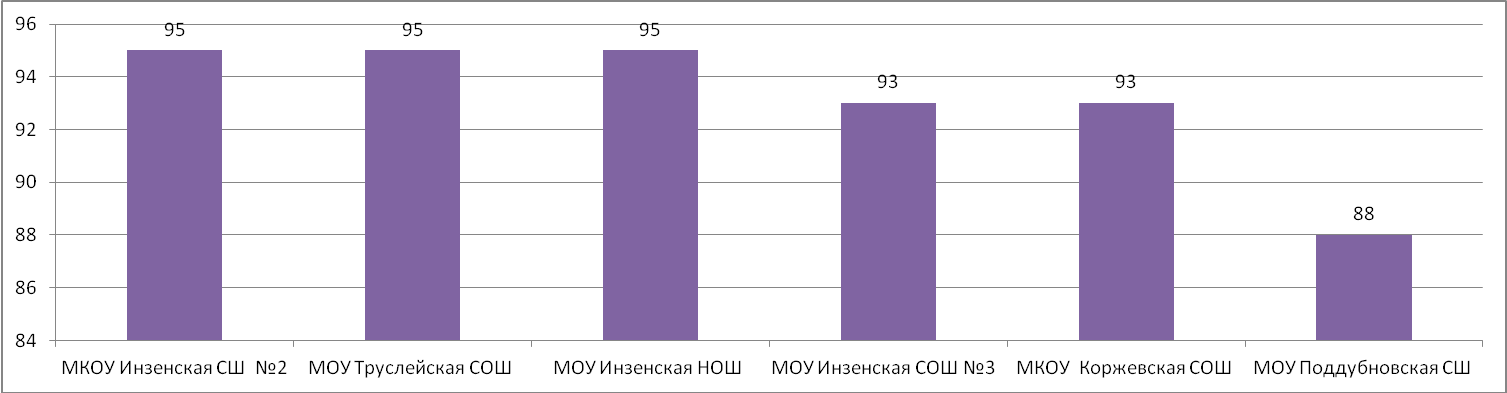 96
94
92
90
88
86
84
95
95
95
93
93
88
МКОУ Инзенская СШ №2
МОУ Труслейская СОШ
МОУ Инзенская НОШ
МОУ Инзенская СОШ №3
МКОУ Коржевская СОШ
МОУ Поддубновская СШ